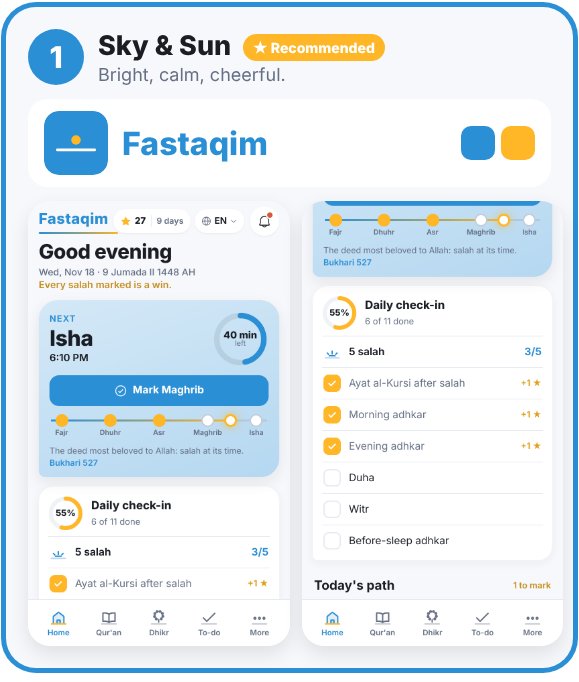 1
Sky & Sun
★ Recommended
Bright, calm, cheerful.
Fastaqim
Fastaqim
★ 27 9 days
EN
Good evening
Wed, Nov 18 · 9 Jumada II 1448 AH
Every salah marked is a win.
NEXT
Isha
6:10 PM
40 min
left
Mark Maghrib
Fajr Dhuhr Asr Maghrib Isha
The deed most beloved to Allah: salah at its time.
Bukhari 527
55%
Daily check-in
6 of 11 done
5 salah 3/5
Ayat al-Kursi after salah +1 ★
Home Qur'an Dhikr To-do More
Fajr Dhuhr Asr Maghrib Isha
The deed most beloved to Allah: salah at its time.
Bukhari 527
55%
Daily check-in
6 of 11 done
5 salah 3/5
Ayat al-Kursi after salah +1 ★
Morning adhkar +1 ★
Evening adhkar +1 ★
Duha
Witr
Before-sleep adhkar
Today's path 1 to mark
Home Qur'an Dhikr To-do More